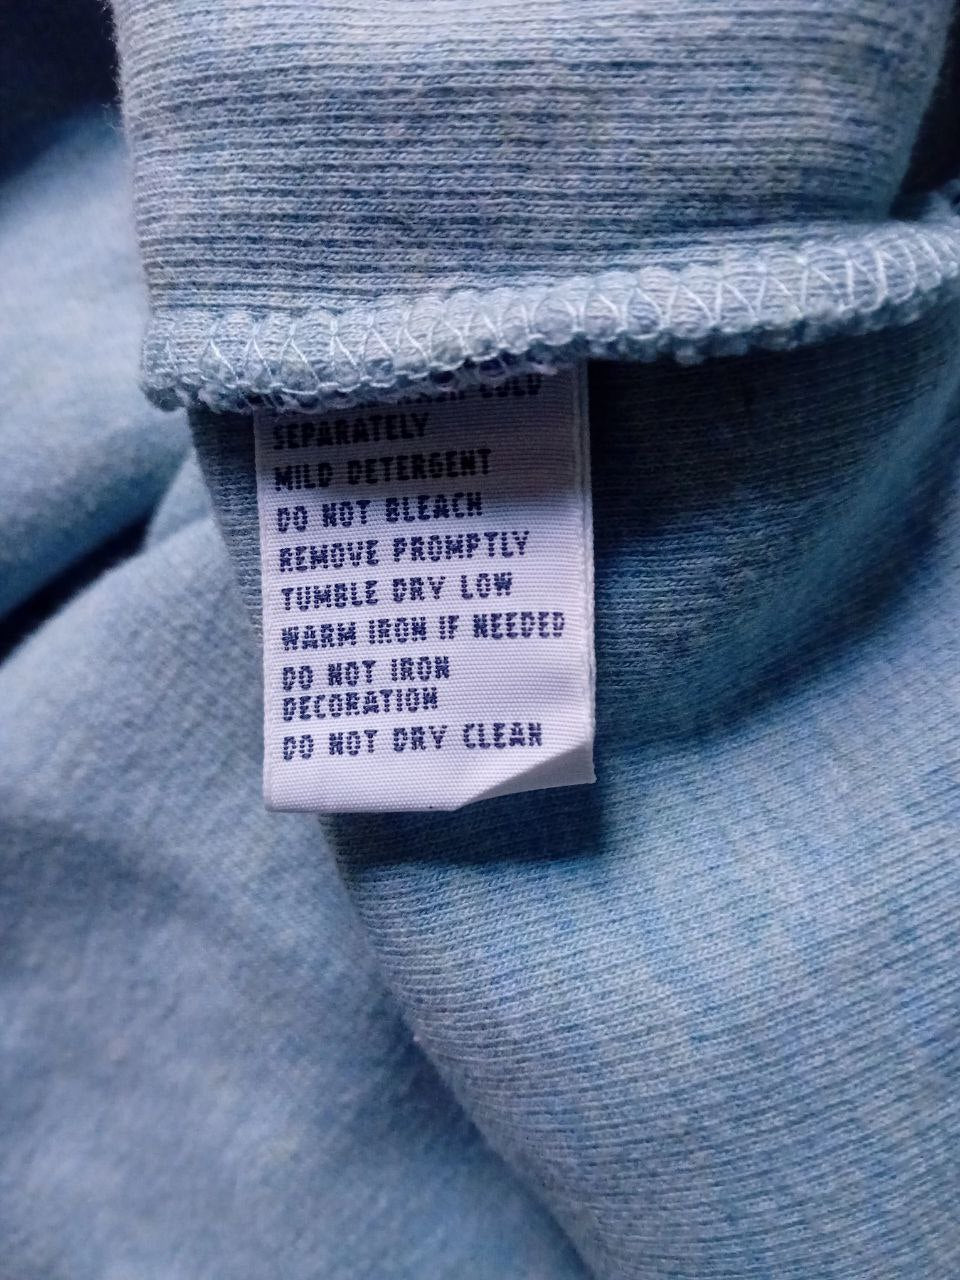 COLD
SEPARATELY
MILD DETERGENT
DO NOT BLEACH
REMOVE PROMPTLY
TUMBLE DRY LOW
WARM IRON IF NEEDED
DO NOT IRON
DECORATION
DO NOT DRY CLEAN